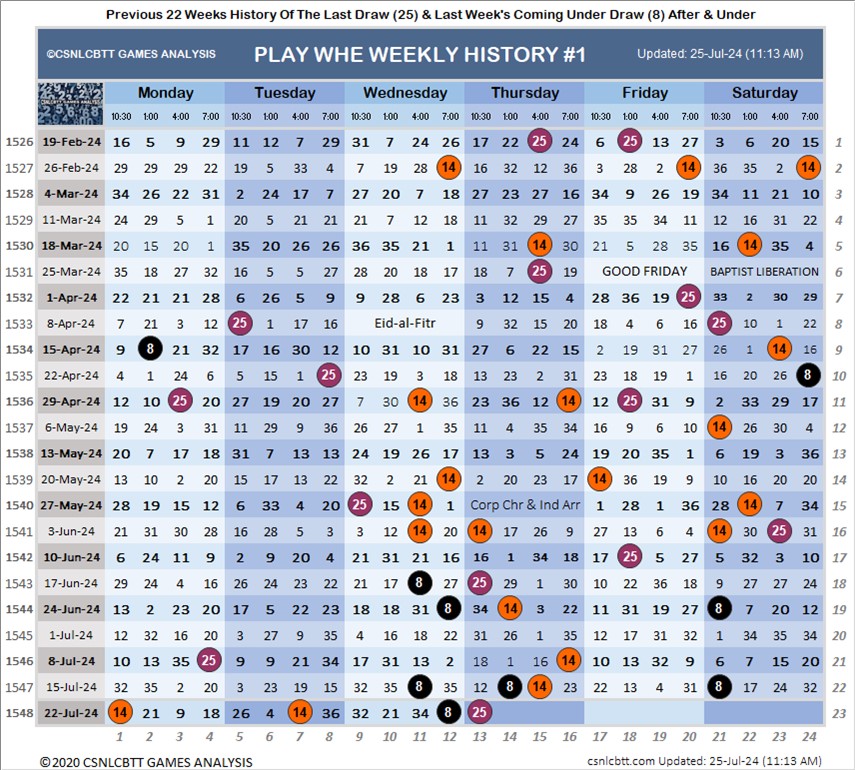 Previous 22 Weeks History Of The Last Draw (25) & Last Week's Coming Under Draw (8) After & Under
©CSNLCBTT GAMES ANALYSIS PLAY WHE WEEKLY HISTORY #1 Updated: 25-Jul-24 (11:13 AM)
Monday Tuesday Wednesday Thursday Friday Saturday
10:30 1:00 4:00 7:00 10:30 1:00 4:00 8:00 10:30 1:00 4:00 7:00 10:30 1:00 4:00 7:00 10:30 1:00 4:00 7:00 10:30 1:00 4:00 7:00
1526 19-Feb-24 16 5 9 29 11 12 7 29 31 7 24 26 17 22 25 24 6 25 13 27 3 6 20 15 1
1527 26-Feb-24 29 29 29 22 19 5 33 4 7 19 28 14 16 32 12 36 3 28 2 14 36 35 2 14 2
1528 4-Mar-24 34 26 22 31 2 24 17 7 27 20 7 18 27 23 27 16 34 9 26 19 34 11 21 10 3
1529 11-Mar-24 24 29 5 1 20 5 21 21 21 7 12 18 11 32 29 27 35 35 34 11 12 16 31 22 4
1530 18-Mar-24 20 15 20 1 35 20 26 26 36 35 21 1 11 31 14 30 21 5 28 35 16 14 35 4 5
1531 25-Mar-24 35 18 27 32 16 5 5 27 28 20 18 17 18 7 25 19 GOOD FRIDAY BAPTIST LIBERATION 6
1532 1-Apr-24 22 21 21 28 6 26 5 9 9 28 6 23 3 12 15 4 28 36 19 25 33 2 30 29 7
1533 8-Apr-24 7 21 3 12 25 1 17 16 Eid-al-Fitr 9 32 15 20 18 4 6 16 25 10 1 22 8
1534 15-Apr-24 9 8 21 32 17 16 30 12 10 31 10 31 27 6 22 15 2 19 31 27 26 1 14 16 9
1535 22-Apr-24 4 1 24 6 5 15 1 25 23 19 3 18 13 23 2 31 23 18 19 1 16 20 26 8 10
1536 29-Apr-24 12 10 25 20 27 19 20 27 7 30 14 36 23 36 12 14 18 25 31 9 2 33 29 17 11
1537 6-May-24 19 24 3 31 11 29 9 36 26 27 1 35 11 4 35 34 16 9 6 10 14 26 30 4 12
1538 13-May-24 20 7 17 18 31 7 13 13 24 19 26 17 13 3 5 24 19 20 35 1 6 19 3 36 13
1539 20-May-24 13 10 2 20 15 17 13 22 32 2 21 14 27 22 17 23 14 36 19 9 10 16 20 20 14
1540 27-May-24 28 19 15 12 6 33 4 20 25 15 14 1 Corp Chr & Ind Arr 1 28 1 36 28 14 7 34 15
1541 3-Jun-24 21 31 30 28 16 28 5 3 3 12 14 20 14 17 26 9 27 13 6 4 14 30 25 31 16
1542 10-Jun-24 6 24 11 9 2 9 20 4 21 31 21 16 16 1 34 18 17 25 17 34 5 32 3 10 17
1543 17-Jun-24 29 24 4 16 26 24 23 22 21 17 8 27 25 29 1 30 10 22 36 18 9 27 27 24 18
1544 24-Jun-24 13 2 23 20 17 5 22 23 18 18 31 8 34 14 3 22 11 31 19 27 8 7 20 12 19
1545 1-Jul-24 12 32 16 20 3 27 9 35 4 16 18 22 31 26 1 35 12 17 31 32 1 34 35 34 20
1546 8-Jul-24 10 13 35 25 9 9 21 34 17 31 13 2 18 1 16 14 10 13 32 9 6 7 15 20 21
1547 15-Jul-24 32 35 2 20 3 23 19 15 32 35 8 22 12 8 14 23 22 13 4 31 8 17 24 32 22
1548 22-Jul-24 14 21 9 18 26 4 14 36 32 21 34 8 25 23
1 2 3 4 5 6 7 8 9 10 11 12 13 14 15 16 17 18 19 20 21 22 23 24
©2020 CSNLCBTT GAMES ANALYSIS csnlcbtt.com Updated: 25-Jul-24 (11:13 AM)